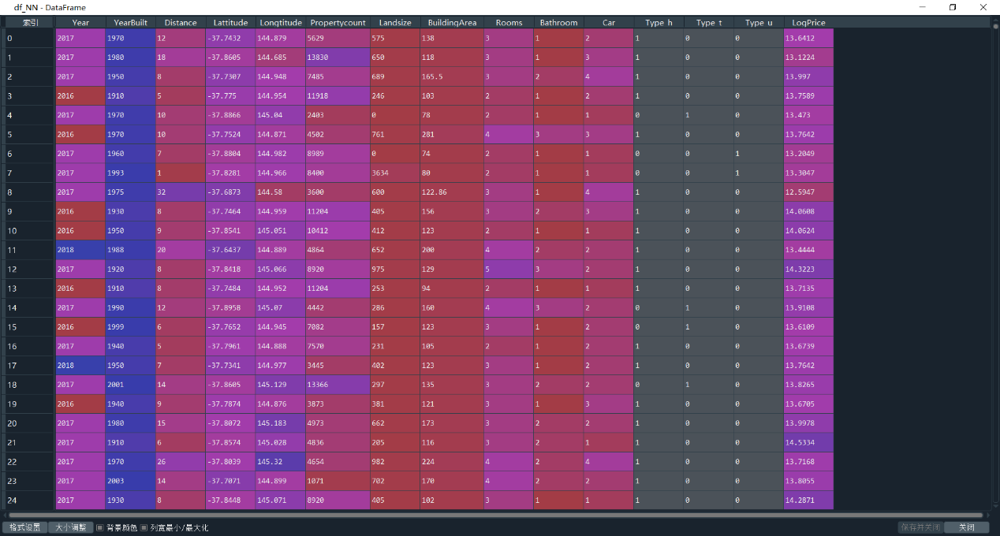 df_NN - DataFrame
索引 Year YearBuilt Distance Lattitude Longtitude Propertycount Landsize BuildingArea Rooms Bathroom Car Type_h Type_t Type_u LogPrice
0 2017 1970 12 -37.7432 144.879 5629 575 138 3 1 2 1 0 0 13.6412
1 2017 1980 18 -37.8605 144.685 13830 650 118 3 1 3 1 0 0 13.1224
2 2017 1950 8 -37.7307 144.948 7485 689 165.5 3 2 4 1 0 0 13.997
3 2016 1910 5 -37.775 144.954 11918 246 103 2 1 2 1 0 0 13.7589
4 2017 1970 10 -37.8866 145.04 2403 0 78 2 1 1 0 1 0 13.473
5 2016 1970 10 -37.7524 144.871 4502 761 281 4 3 3 1 0 0 13.7642
6 2017 1960 7 -37.8804 144.982 8989 0 74 2 1 1 0 0 1 13.2049
7 2017 1993 1 -37.8281 144.966 8400 3634 80 2 1 1 0 0 1 13.3047
8 2017 1975 32 -37.6873 144.58 3600 600 122.86 3 1 4 1 0 0 12.5947
9 2016 1930 8 -37.7464 144.959 11204 405 156 3 2 3 1 0 0 14.0608
10 2016 1950 9 -37.8541 145.051 10412 412 123 2 1 1 1 0 0 14.0624
11 2018 1988 20 -37.6437 144.889 4864 652 200 4 2 2 1 0 0 13.4444
12 2017 1920 8 -37.8418 145.066 8920 975 129 5 3 2 1 0 0 14.3223
13 2016 1910 8 -37.7484 144.952 11204 253 94 2 1 1 1 0 0 13.7135
14 2017 1990 12 -37.8958 145.07 4442 286 160 4 3 2 0 1 0 13.9108
15 2016 1999 6 -37.7652 144.945 7082 157 123 3 1 2 0 1 0 13.6109
16 2017 1940 5 -37.7961 144.888 7570 231 105 2 1 2 1 0 0 13.6739
17 2018 1950 7 -37.7341 144.977 3445 402 123 3 1 2 1 0 0 13.7642
18 2017 2001 14 -37.8605 145.129 13366 297 135 3 2 2 0 1 0 13.8265
19 2016 1940 9 -37.7874 144.876 3873 381 121 3 1 3 1 0 0 13.6705
20 2017 1980 15 -37.8072 145.183 4973 662 173 3 2 2 1 0 0 13.9978
21 2017 1910 6 -37.8574 145.028 4836 205 116 3 2 1 1 0 0 14.5334
22 2017 1970 26 -37.8039 145.32 4654 982 224 4 2 4 1 0 0 13.7168
23 2017 2003 14 -37.7071 144.899 1071 702 170 4 2 2 1 0 0 13.8055
24 2017 1930 8 -37.8448 145.071 8920 405 102 3 1 1 1 0 0 14.2871
格式设置 大小调整 背景颜色 列宽最小/最大化 保存并关闭 关闭